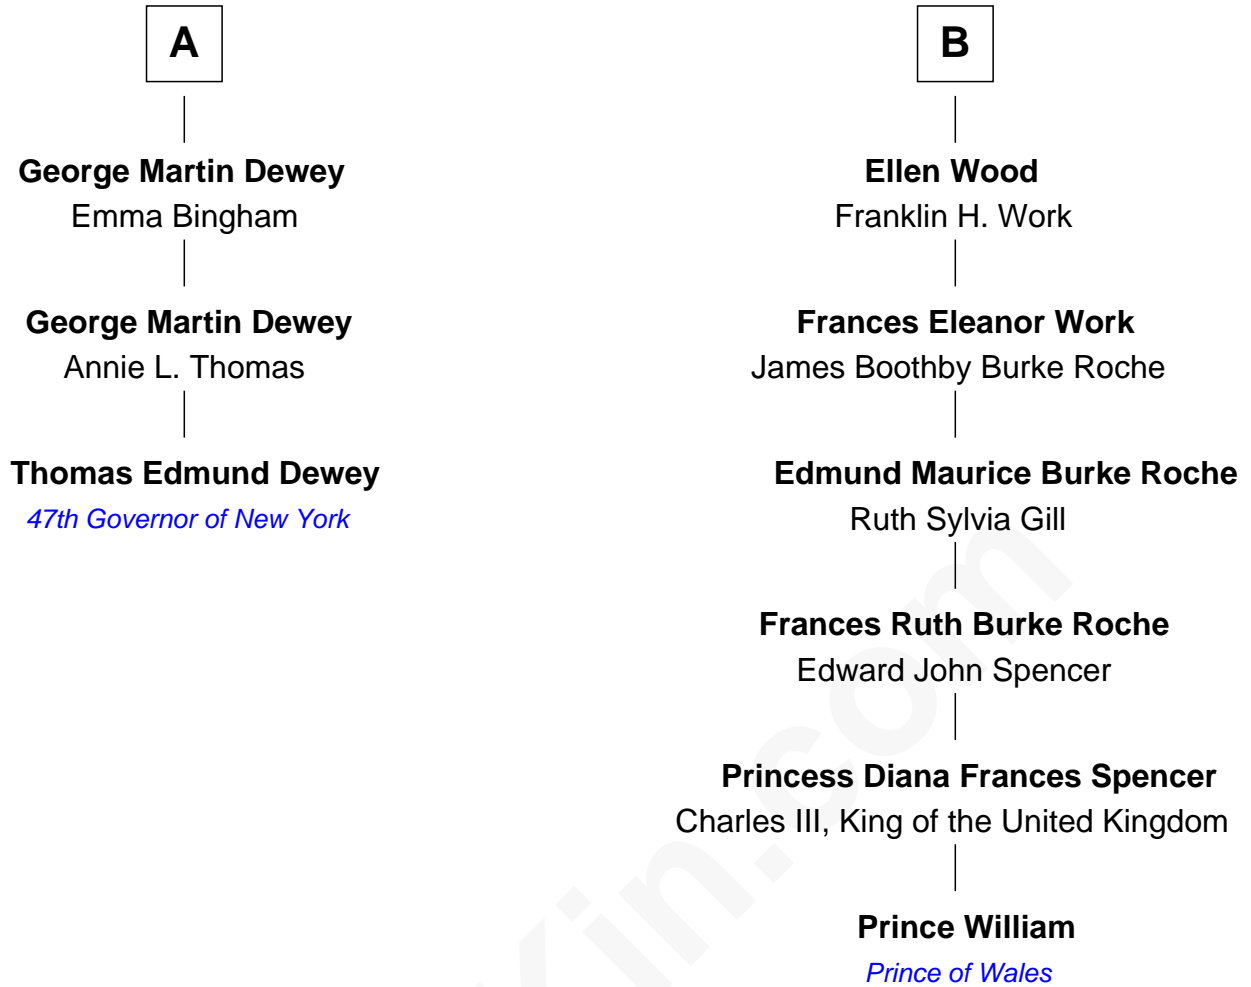 A
George Martin Dewey
Emma Bingham
George Martin Dewey
Annie L. Thomas
Thomas Edmund Dewey
47th Governor of New York
B
Ellen Wood
Franklin H. Work
Frances Eleanor Work
James Boothby Burke Roche
Edmund Maurice Burke Roche
Ruth Sylvia Gill
Frances Ruth Burke Roche
Edward John Spencer
Princess Diana Frances Spencer
Charles III, King of the United Kingdom
Prince William
Prince of Wales
Kin.com